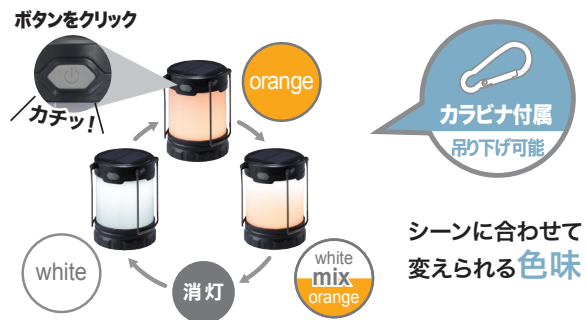 ボタンをクリック
カチッ!
orange
white
mix
orange
消灯
white
カラビナ付属
吊り下げ可能
シーンに合わせて
変えられる色味